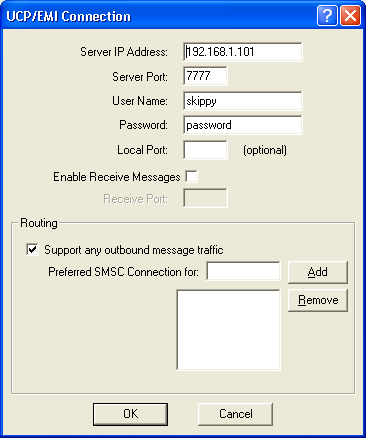 UCP/EMI Connection
Server IP Address: 192.168.1.101
Server Port: 7777
User Name: skippy
Password: password
Local Port: (optional)
Enable Receive Messages
Receive Port:
Routing
Support any outbound message traffic
Preferred SMSC Connection for: Add
Remove
OK Cancel